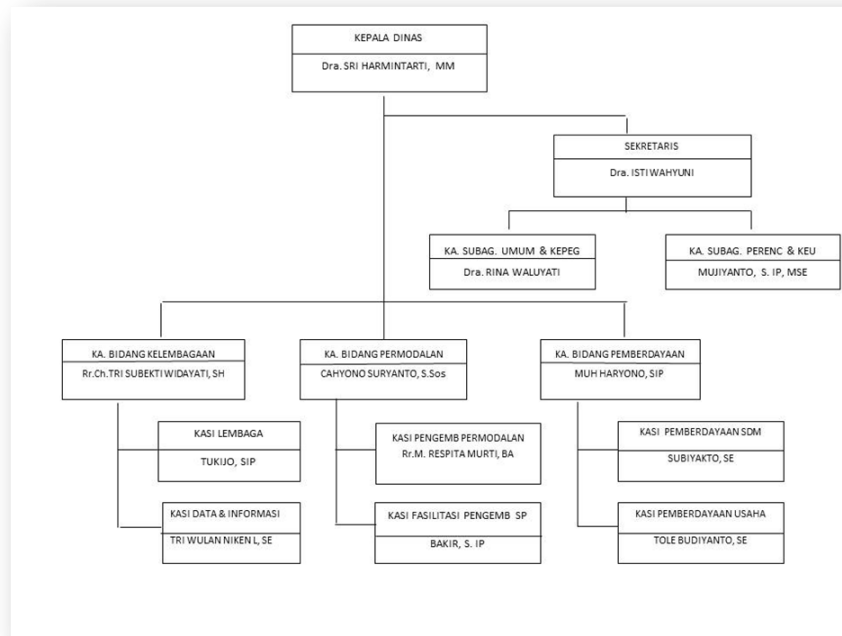 KEPALA DINAS
Dra. SRI HARMINTARTI, MM
SEKRETARIS
Dra. ISTI WAHYUNI
KA. SUBAG. UMUM & KEPEG
Dra. RINA WALUYATI
KA. SUBAG. PERENC & KEU
MUJIYANTO, S. IP, MSE
KA. BIDANG KELEMBAGAAN
Rr.Ch.TRI SUBEKTI WIDAYATI, SH
KA. BIDANG PERMODALAN
CAHYONO SURYANTO, S.Sos
KA. BIDANG PEMBERDAYAAN
MUH HARYONO, SIP
KASI LEMBAGA
TUKIJO, SIP
KASI PENGEMB PERMODALAN
Rr.M. RESPITA MURTI, BA
KASI PEMBERDAYAAN SDM
SUBIYAKTO, SE
KASI DATA & INFORMASI
TRI WULAN NIKEN L, SE
KASI FASILITASI PENGEMB SP
BAKIR, S. IP
KASI PEMBERDAYAAN USAHA
TOLE BUDIYANTO, SE